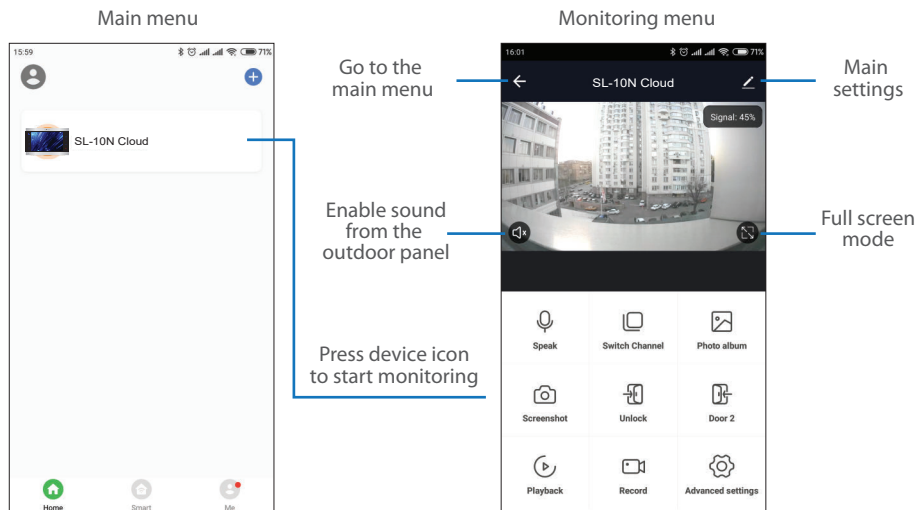 Main menu
Monitoring menu
15:59
71%
SL-10N Cloud
Home
Smart
Me
Go to the
main menu
Enable sound
from the
outdoor panel
Press device icon
to start monitoring
16:01
71%
SL-10N Cloud
Signal: 45%
Speak
Switch Channel
Photo album
Screenshot
Unlock
Door 2
Playback
Record
Advanced settings
Main
settings
Full screen
mode